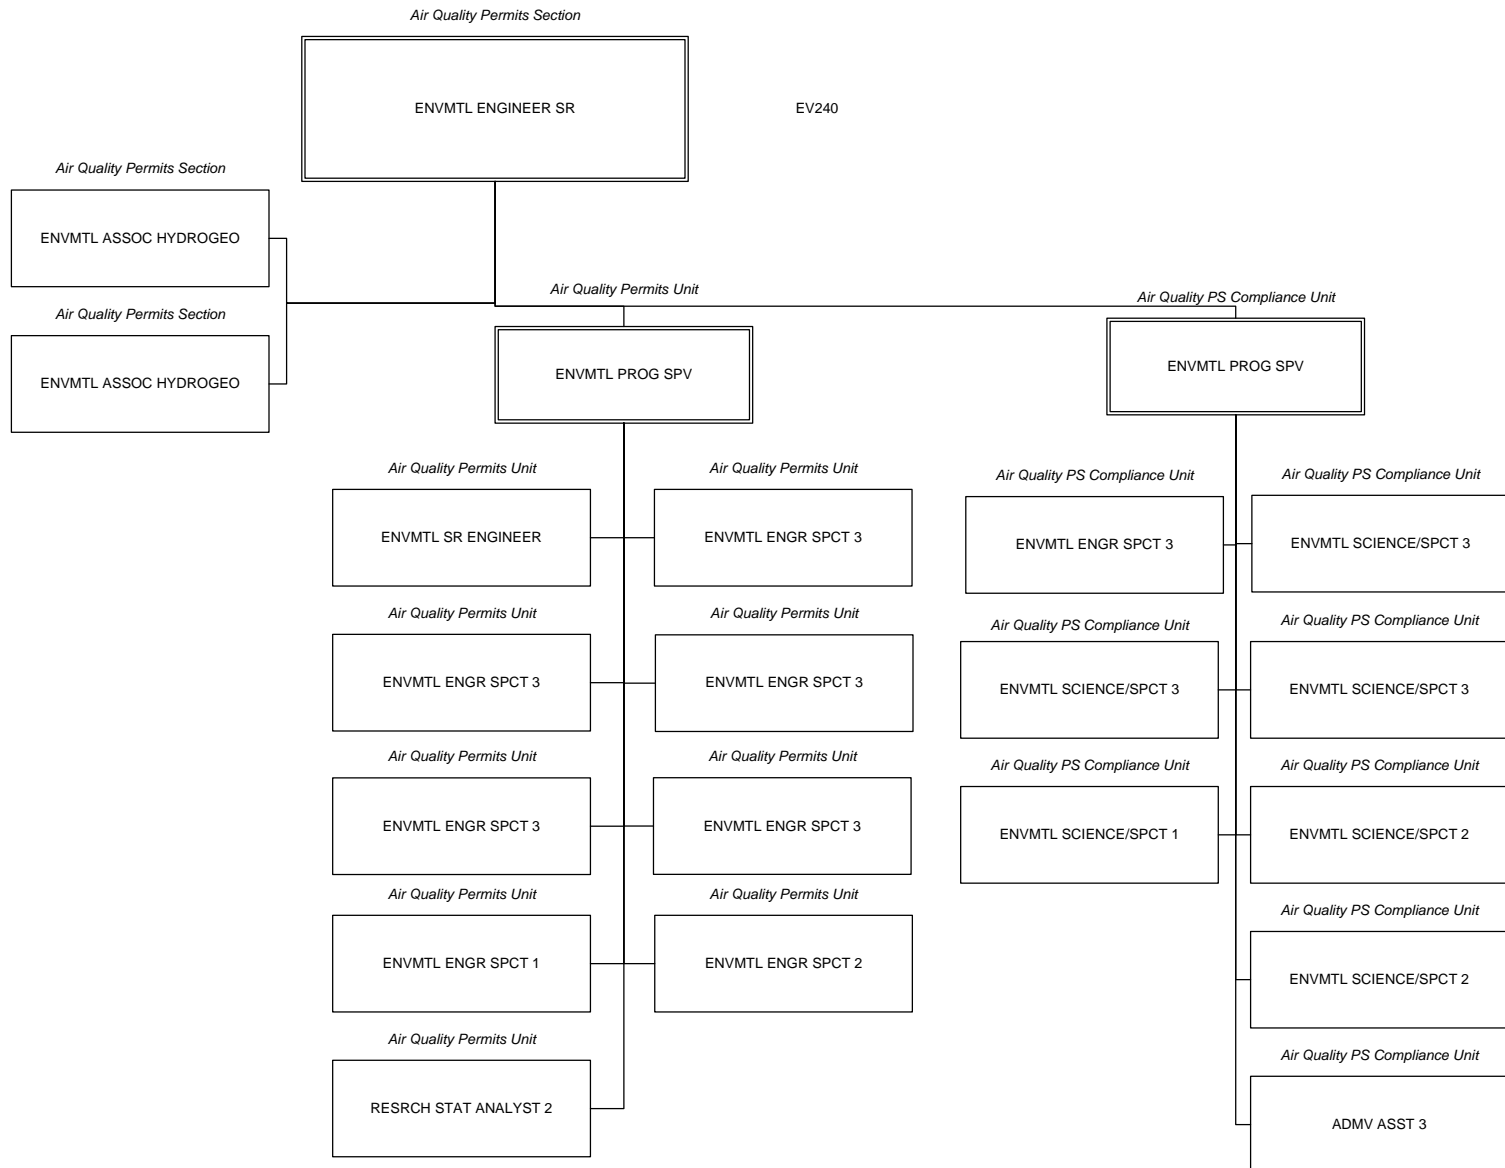 Air Quality Permits Section
ENVMTL ENGINEER SR
EV240
Air Quality Permits Section
ENVMTL ASSOC HYDROGEO
Air Quality Permits Section
ENVMTL ASSOC HYDROGEO
Air Quality Permits Unit
ENVMTL PROG SPV
Air Quality PS Compliance Unit
ENVMTL PROG SPV
Air Quality Permits Unit
ENVMTL SR ENGINEER
Air Quality Permits Unit
ENVMTL ENGR SPCT 3
Air Quality Permits Unit
ENVMTL ENGR SPCT 3
Air Quality Permits Unit
ENVMTL ENGR SPCT 3
Air Quality Permits Unit
ENVMTL ENGR SPCT 3
Air Quality Permits Unit
ENVMTL ENGR SPCT 3
Air Quality Permits Unit
ENVMTL ENGR SPCT 1
Air Quality Permits Unit
ENVMTL ENGR SPCT 2
Air Quality Permits Unit
RESRCH STAT ANALYST 2
Air Quality PS Compliance Unit
ENVMTL ENGR SPCT 3
Air Quality PS Compliance Unit
ENVMTL SCIENCE/SPCT 3
Air Quality PS Compliance Unit
ENVMTL SCIENCE/SPCT 3
Air Quality PS Compliance Unit
ENVMTL SCIENCE/SPCT 3
Air Quality PS Compliance Unit
ENVMTL SCIENCE/SPCT 1
Air Quality PS Compliance Unit
ENVMTL SCIENCE/SPCT 2
Air Quality PS Compliance Unit
ENVMTL SCIENCE/SPCT 2
Air Quality PS Compliance Unit
ADMV ASST 3